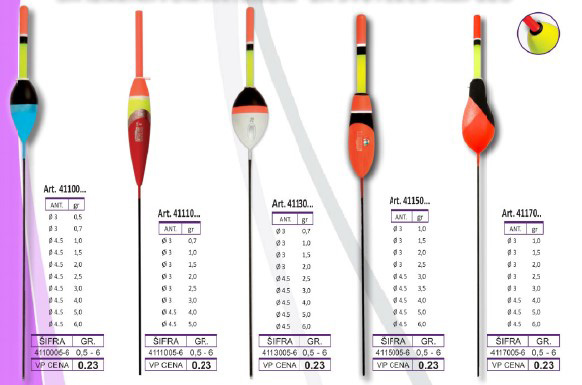 Art. 41100...
ANT. gr
Ø 3 0,5
Ø 3 0,7
Ø 4.5 1,0
Ø 4.5 1,5
Ø 4.5 2,0
Ø 4.5 2,5
Ø 4.5 3,0
Ø 4.5 4,0
Ø 4.5 5,0
Ø 4.5 6,0
ŠIFRA GR.
4110005-6 0,5 - 6
VP CENA 0.23
Art. 41110...
ANT gr
Ø 3 0,7
Ø 3 1,0
Ø 3 1,5
Ø 3 2,0
Ø 3 2,5
Ø 3 3,0
Ø 4.5 4,0
Ø 4.5 5,0
ŠIFRA GR.
4111005-6 0,5 - 6
VP CENA 0.23
Art. 41130...
ANT. gr
Ø 3 0,7
Ø 3 1,0
Ø 3 1,5
Ø 3 2,0
Ø 4.5 2,5
Ø 4.5 3,0
Ø 4.5 4,0
Ø 4.5 5,0
Ø 4.5 6,0
ŠIFRA GR.
4113005-6 0,5 - 6
VP CENA 0.23
Art. 41150...
ANT. gr
Ø 3 1,0
Ø 3 1,5
Ø 3 2,0
Ø 3 2,5
Ø 3 3,0
Ø 4.5 4,0
Ø 4.5 5,0
Ø 4.5 6,0
ŠIFRA GR.
4115005-6 0,5 - 6
VP CENA 0.23
Art. 41170...
ANT. gr
Ø 3 1,0
Ø 3 1,5
Ø 3 2,0
Ø 3 2,5
Ø 3 3,0
Ø 4.5 4,0
Ø 4.5 5,0
Ø 4.5 6,0
ŠIFRA GR.
4117005-6 0,5 - 6
VP CENA 0.23